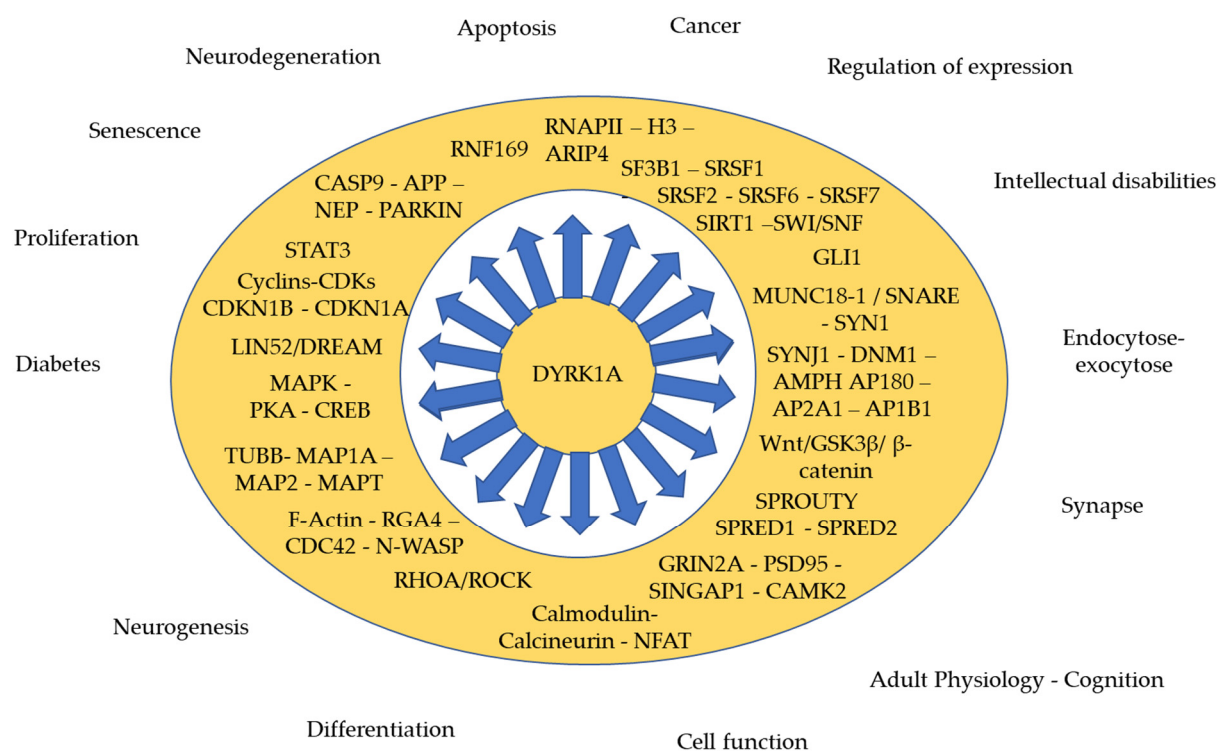 Apoptosis
Cancer
Neurodegeneration
Regulation of expression
Senescence
Intellectual disabilities
Proliferation
Diabetes
Endocytose-
exocytose
Synapse
Neurogenesis
Adult Physiology - Cognition
Differentiation
Cell function
RNF169
RNAPII – H3 –
ARIP4
SF3B1 – SRSF1
- SRSF2 - SRSF6 - SRSF7
SIRT1 –SWI/SNF
GLI1
MUNC18-1 / SNARE
- SYN1
SYNJ1 - DNM1 –
AMPH AP180 –
AP2A1 – AP1B1
Wnt/GSK3β/ β-
catenin
SPROUTY
SPRED1 - SPRED2
GRIN2A - PSD95 -
SINGAP1 - CAMK2
Calmodulin-
Calcineurin - NFAT
RHOA/ROCK
F-Actin - RGA4 –
CDC42 - N-WASP
TUBB- MAP1A –
MAP2 - MAPT
MAPK -
PKA - CREB
LIN52/DREAM
Cyclins-CDKs
CDKN1B - CDKN1A
STAT3
CASP9 - APP –
NEP - PARKIN
DYRK1A